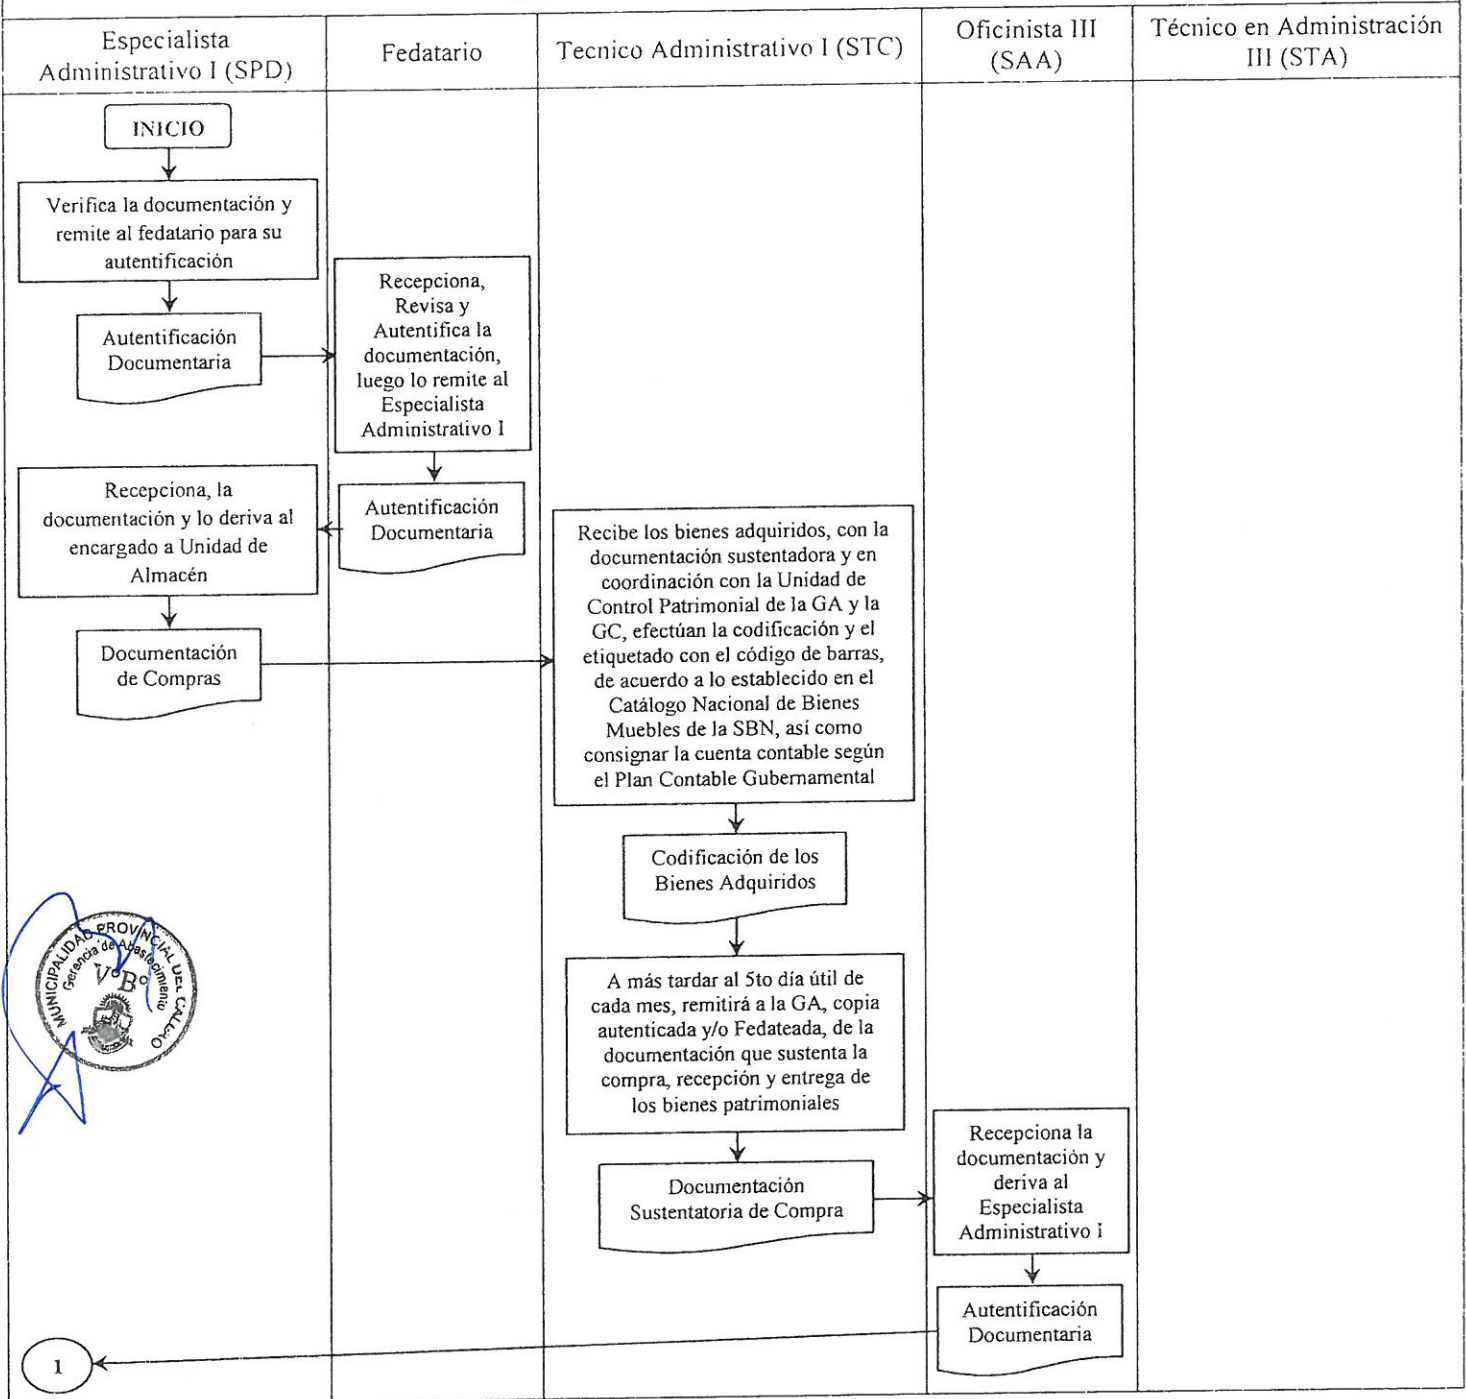 Especialista
Administrativo I (SPD)
Fedatario
Tecnico Administrativo I (STC)
Oficinista III
(SAA)
Técnico en Administración
III (STA)
INICIO
Verifica la documentación y
remite al fedatario para su
autentificación
Autentificación
Documentaria
Recepciona,
Revisa y
Autentifica la
documentación,
luego lo remite al
Especialista
Administrativo I
Autentificación
Documentaria
Recepciona, la
documentación y lo deriva al
encargado a Unidad de
Almacén
Documentación
de Compras
Recibe los bienes adquiridos, con la
documentación sustentadora y en
coordinación con la Unidad de
Control Patrimonial de la GA y la
GC, efectúan la codificación y el
etiquetado con el código de barras,
de acuerdo a lo establecido en el
Catálogo Nacional de Bienes
Muebles de la SBN, así como
consignar la cuenta contable según
el Plan Contable Gubernamental
Codificación de los
Bienes Adquiridos
A más tardar al 5to día útil de
cada mes, remitirá a la GA, copia
autenticada y/o Fedateada, de la
documentación que sustenta la
compra, recepción y entrega de
los bienes patrimoniales
Documentación
Sustentatoria de Compra
Recepciona la
documentación y
deriva al
Especialista
Administrativo I
Autentificación
Documentaria
1
MUNICIPALIDAD PROVINCIAL DEL CALLAO
Gerencia de Abastecimiento
V°B°